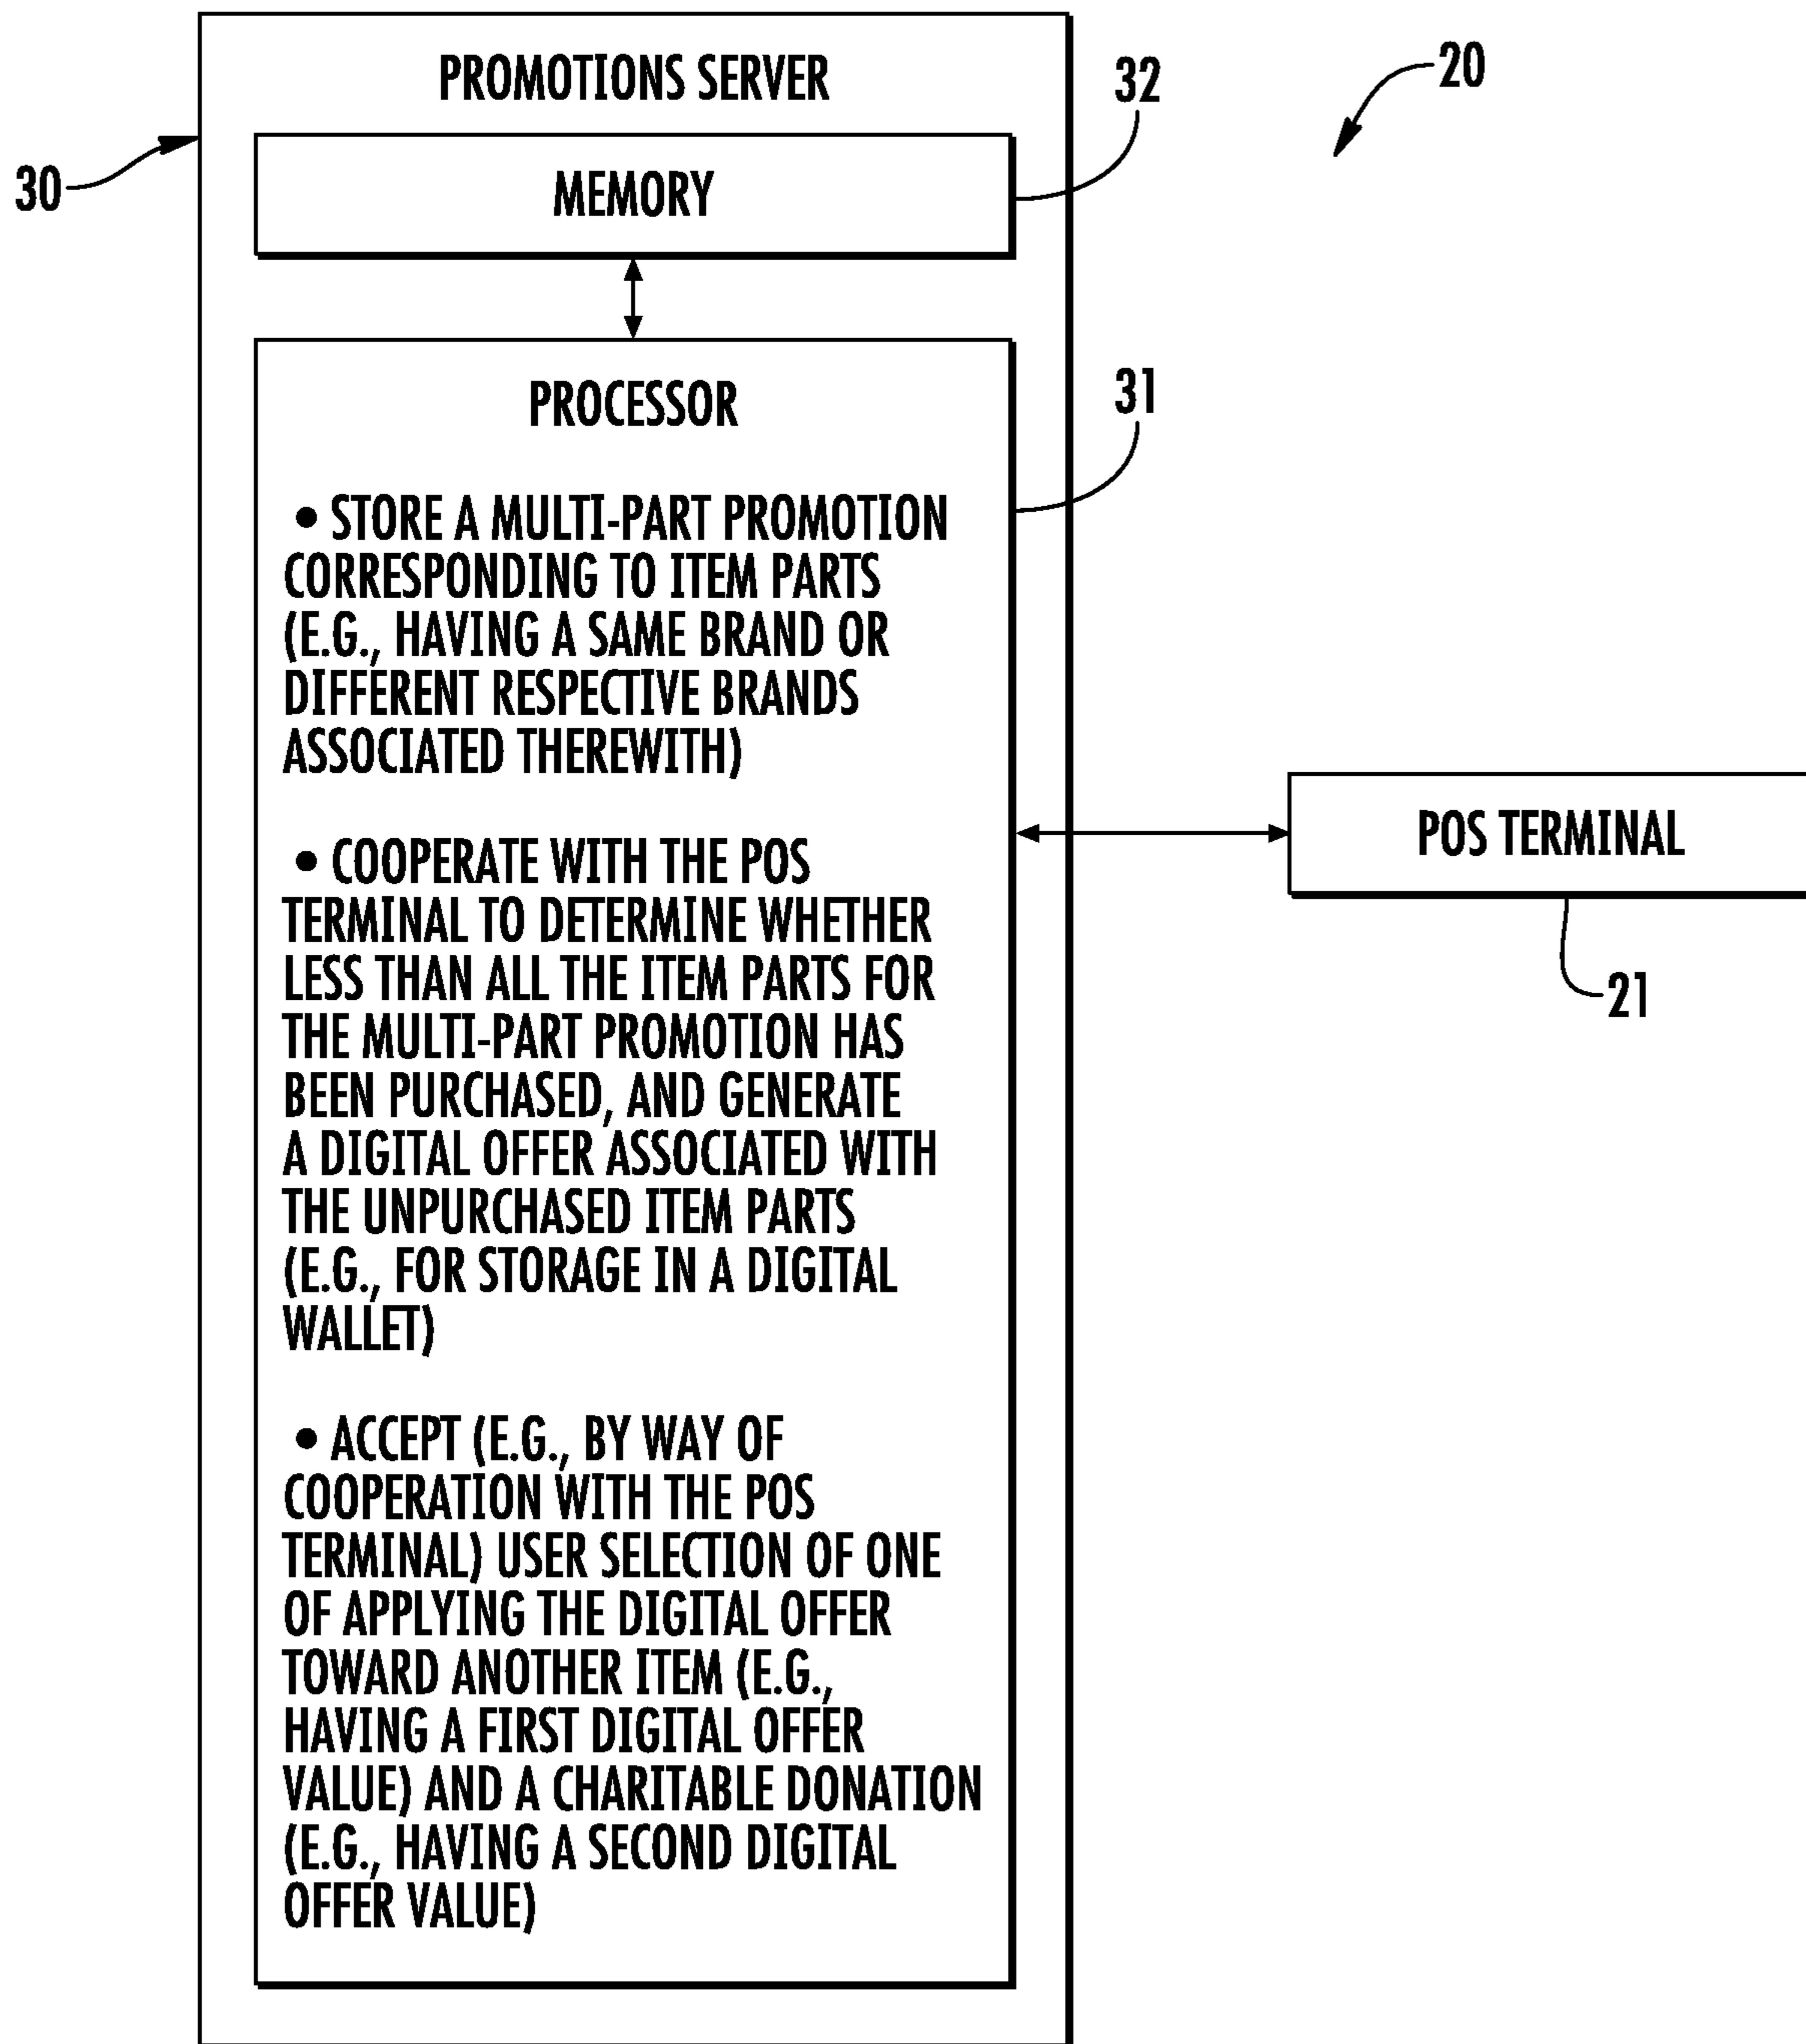 PROMOTIONS SERVER
32
20
30
MEMORY
PROCESSOR
31
• STORE A MULTI-PART PROMOTION
CORRESPONDING TO ITEM PARTS
(E.G., HAVING A SAME BRAND OR
DIFFERENT RESPECTIVE BRANDS
ASSOCIATED THEREWITH)
• COOPERATE WITH THE POS
TERMINAL TO DETERMINE WHETHER
LESS THAN ALL THE ITEM PARTS FOR
THE MULTI-PART PROMOTION HAS
BEEN PURCHASED, AND GENERATE
A DIGITAL OFFER ASSOCIATED WITH
THE UNPURCHASED ITEM PARTS
(E.G., FOR STORAGE IN A DIGITAL
WALLET)
• ACCEPT (E.G., BY WAY OF
COOPERATION WITH THE POS
TERMINAL) USER SELECTION OF ONE
OF APPLYING THE DIGITAL OFFER
TOWARD ANOTHER ITEM (E.G.,
HAVING A FIRST DIGITAL OFFER
VALUE) AND A CHARITABLE DONATION
(E.G., HAVING A SECOND DIGITAL
OFFER VALUE)
POS TERMINAL
21